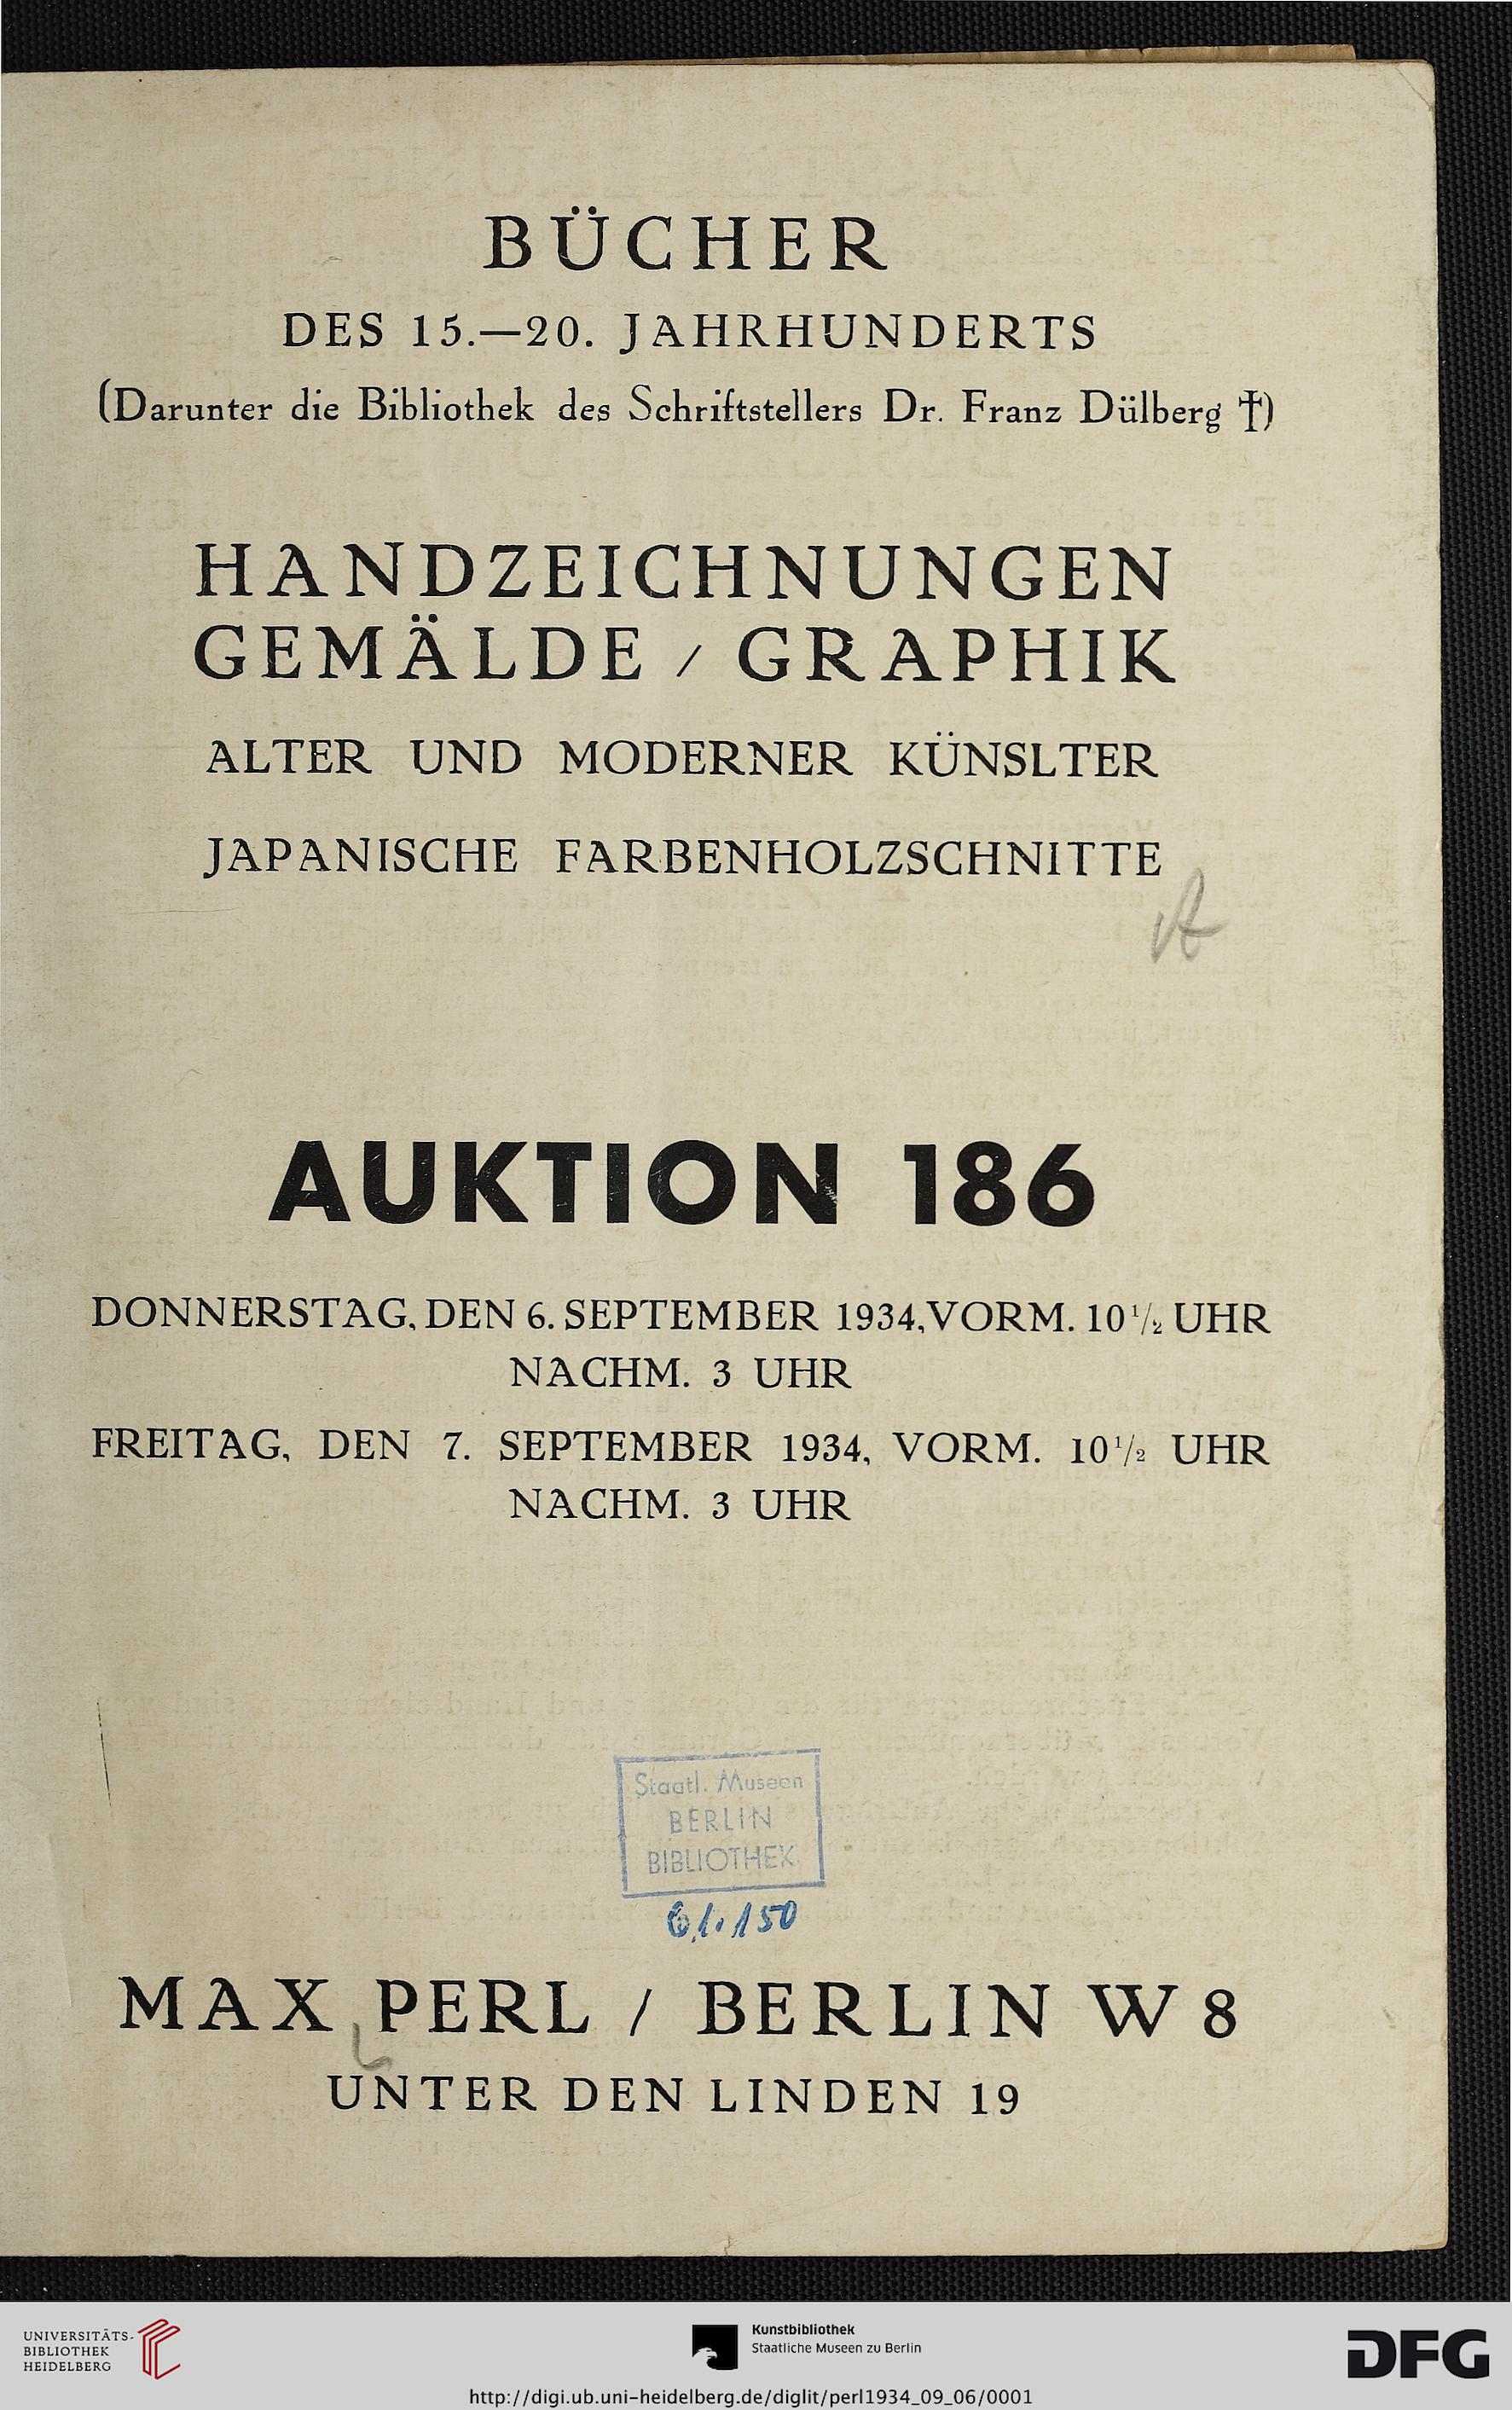 BÜCHER
DES 15.—20. JAHRHUNDERTS
(Darunter die Bibliothek des Schriftstellers Dr. Franz Dülberg †)
HANDZEICHNUNGEN
GEMÄLDE / GRAPHIK
ALTER UND MODERNER KÜNSLTER
JAPANISCHE FARBENHOLZSCHNITTE
AUKTION 186
DONNERSTAG, DEN 6. SEPTEMBER 1934, VORM. 10 1/2 UHR
NACHM. 3 UHR
FREITAG, DEN 7. SEPTEMBER 1934, VORM. 10 1/2 UHR
NACHM. 3 UHR
Staatl. Museen
BERLIN
BIBLIOTHEK
MAX PERL / BERLIN W 8
UNTER DEN LINDEN 19
UNIVERSITÄTS-
BIBLIOTHEK
HEIDELBERG
Kunstbibliothek
Staatliche Museen zu Berlin
DFG
http://digi.ub.uni-heidelberg.de/diglit/perl1934_09_06/0001